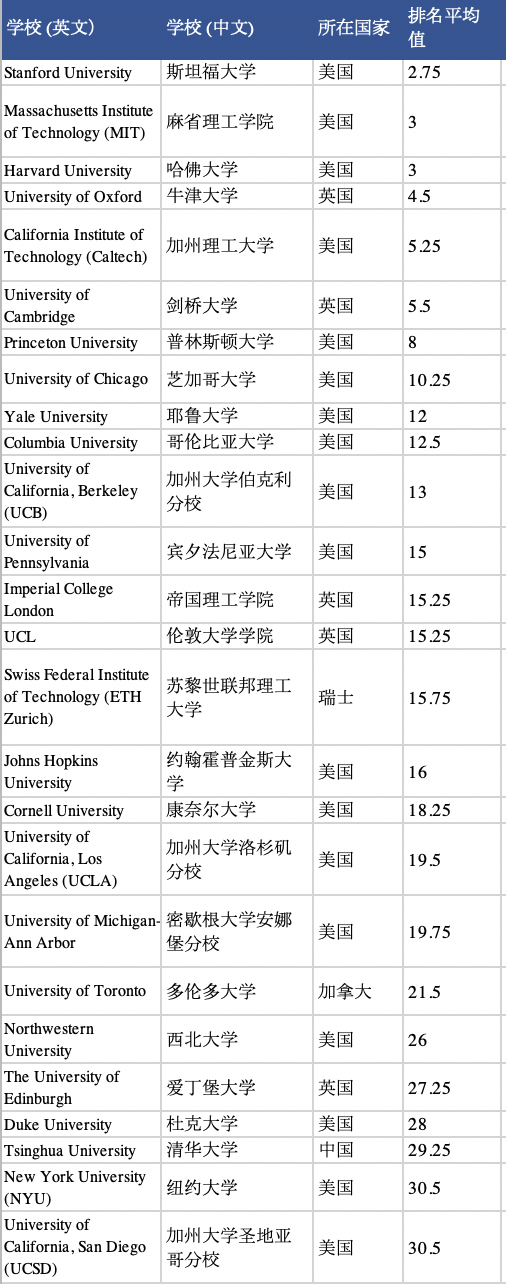 学校 (英文)
学校 (中文)
所在国家
排名平均
值
Stanford University
斯坦福大学
美国
2.75
Massachusetts Institute
of Technology (MIT)
麻省理工学院
美国
3
Harvard University
哈佛大学
美国
3
University of Oxford
牛津大学
英国
4.5
California Institute of
Technology (Caltech)
加州理工大学
美国
5.25
University of
Cambridge
剑桥大学
英国
5.5
Princeton University
普林斯顿大学
美国
8
University of Chicago
芝加哥大学
美国
10.25
Yale University
耶鲁大学
美国
12
Columbia University
哥伦比亚大学
美国
12.5
University of
California, Berkeley
(UCB)
加州大学伯克利
分校
美国
13
University of
Pennsylvania
宾夕法尼亚大学
美国
15
Imperial College
London
帝国理工学院
英国
15.25
UCL
伦敦大学学院
英国
15.25
Swiss Federal Institute
of Technology (ETH
Zurich)
苏黎世联邦理工
大学
瑞士
15.75
Johns Hopkins
University
约翰霍普金斯大
学
美国
16
Cornell University
康奈尔大学
美国
18.25
University of
California, Los
Angeles (UCLA)
加州大学洛杉矶
分校
美国
19.5
University of Michigan-
Ann Arbor
密歇根大学安娜
堡分校
美国
19.75
University of Toronto
多伦多大学
加拿大
21.5
Northwestern
University
西北大学
美国
26
The University of
Edinburgh
爱丁堡大学
英国
27.25
Duke University
杜克大学
美国
28
Tsinghua University
清华大学
中国
29.25
New York University
(NYU)
纽约大学
美国
30.5
University of
California, San Diego
(UCSD)
加州大学圣地亚
哥分校
美国
30.5